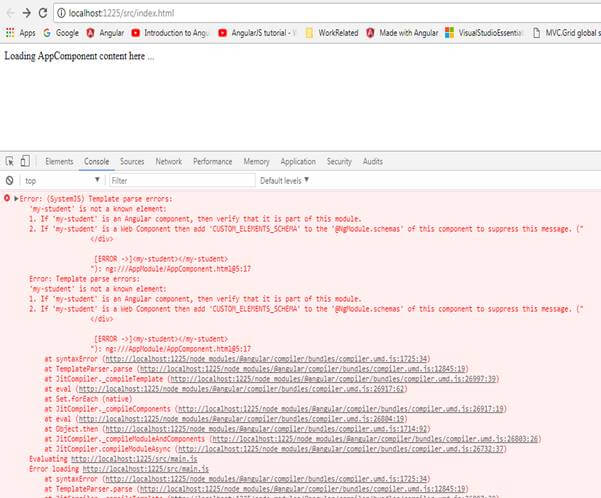 localhost:1225/src/index.html
Apps Google Angular Introduction to Angu AngularJS tutorial - WorkRelated Made with Angular VisualStudioEssential MVC.Grid global s
Loading AppComponent content here ...
Elements Console Sources Network Performance Memory Application Security Audits
top Filter Default levels
Error: (SystemJS) Template parse errors:
'my-student' is not a known element:
1. If 'my-student' is an Angular component, then verify that it is part of this module.
2. If 'my-student' is a Web Component then add 'CUSTOM_ELEMENTS_SCHEMA' to the '@NgModule.schemas' of this component to suppress this message. ("
</div>
[ERROR ->]<my-student></my-student>
"): ng:///AppModule/AppComponent.html@5:17
Error: Template parse errors:
'my-student' is not a known element:
1. If 'my-student' is an Angular component, then verify that it is part of this module.
2. If 'my-student' is a Web Component then add 'CUSTOM_ELEMENTS_SCHEMA' to the '@NgModule.schemas' of this component to suppress this message. ("
</div>
[ERROR ->]<my-student></my-student>
"): ng:///AppModule/AppComponent.html@5:17
at syntaxError (http://localhost:1225/node_modules/@angular/compiler/bundles/compiler.umd.js:1725:34)
at TemplateParser.parse (http://localhost:1225/node_modules/@angular/compiler/bundles/compiler.umd.js:12845:19)
at JitCompiler._compileTemplate (http://localhost:1225/node_modules/@angular/compiler/bundles/compiler.umd.js:26997:39)
at eval (http://localhost:1225/node_modules/@angular/compiler/bundles/compiler.umd.js:26917:62)
at Set.forEach (native)
at JitCompiler._compileComponents (http://localhost:1225/node_modules/@angular/compiler/bundles/compiler.umd.js:26917:19)
at eval (http://localhost:1225/node_modules/@angular/compiler/bundles/compiler.umd.js:26804:19)
at Object.then (http://localhost:1225/node_modules/@angular/compiler/bundles/compiler.umd.js:1714:92)
at JitCompiler._compileModuleAndComponents (http://localhost:1225/node_modules/@angular/compiler/bundles/compiler.umd.js:26803:26)
at JitCompiler.compileModuleAsync (http://localhost:1225/node_modules/@angular/compiler/bundles/compiler.umd.js:26732:37)
Evaluating http://localhost:1225/src/main.js
Error loading http://localhost:1225/src/main.js
at syntaxError (http://localhost:1225/node_modules/@angular/compiler/bundles/compiler.umd.js:1725:34)
at TemplateParser.parse (http://localhost:1225/node_modules/@angular/compiler/bundles/compiler.umd.js:12845:19)